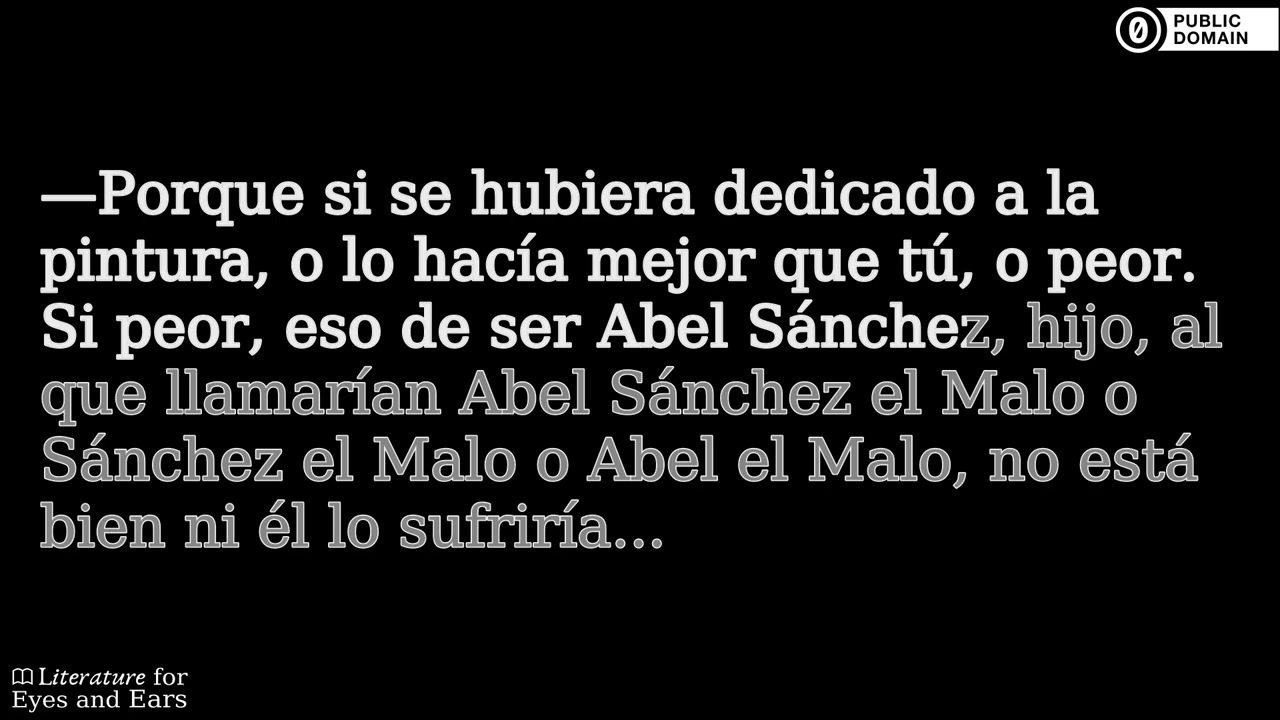 PUBLIC
DOMAIN
—Porque si se hubiera dedicado a la
pintura, o lo hacía mejor que tú, o peor.
Si peor, eso de ser Abel Sánchez, hijo, al
que llamarían Abel Sánchez el Malo o
Sánchez el Malo o Abel el Malo, no está
bien ni él lo sufriría...
Literature for
Eyes and Ears